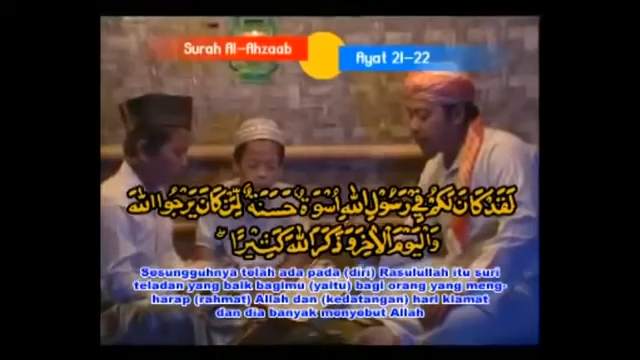 Surah Al-Ahzaab
Ayat 21-22
لَقَدْ كَانَ لَكُمْ فِي رَسُولِ اللَّهِ أُسْوَةٌ حَسَنَةٌ لِّمَن كَانَ يَرْجُوا اللَّهَ
وَالْيَوْمَ الْآخِرَ وَذَكَرَ اللَّهَ كَثِيرًا
Sesungguhnya telah ada pada (diri) Rasulullah itu suri
teladan yang baik bagimu (yaitu) bagi orang yang meng-
harap (rahmat) Allah dan (kedatangan) hari kiamat
dan dia banyak menyebut Allah